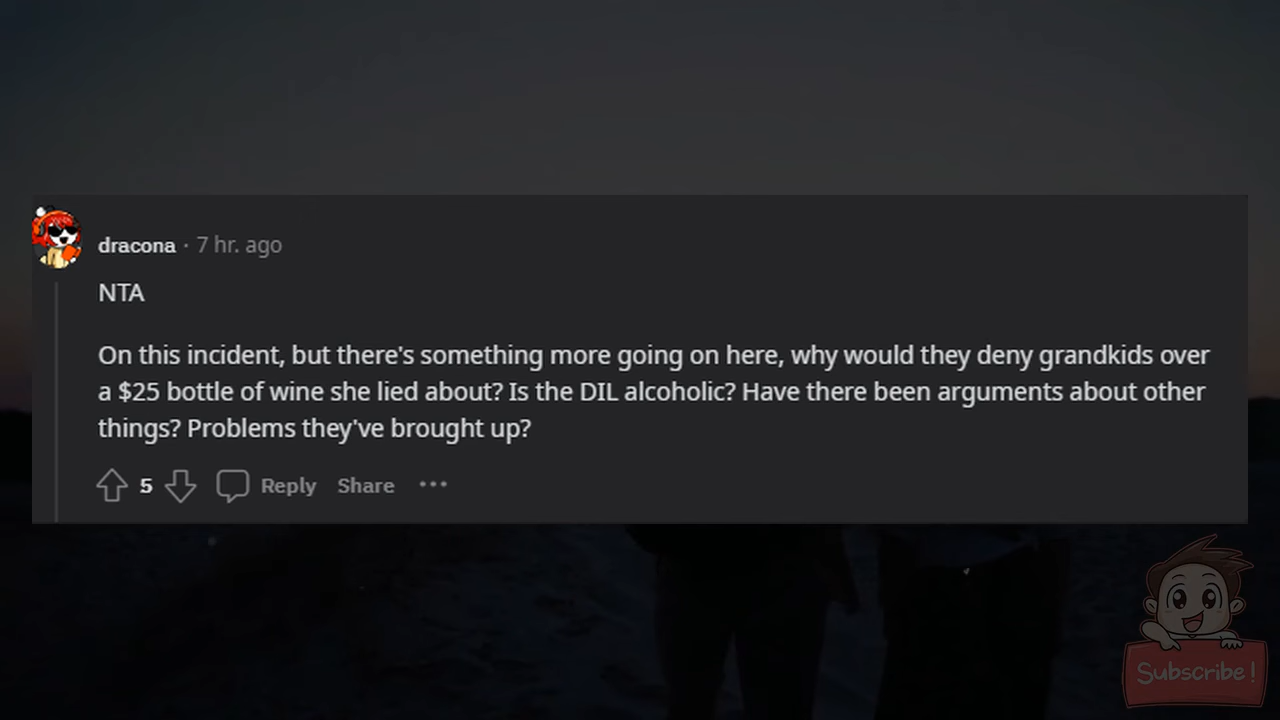 dracona · 7 hr. ago
NTA
On this incident, but there's something more going on here, why would they deny grandkids over
a $25 bottle of wine she lied about? Is the DIL alcoholic? Have there been arguments about other
things? Problems they've brought up?
5 Reply Share ···
Subscribe!